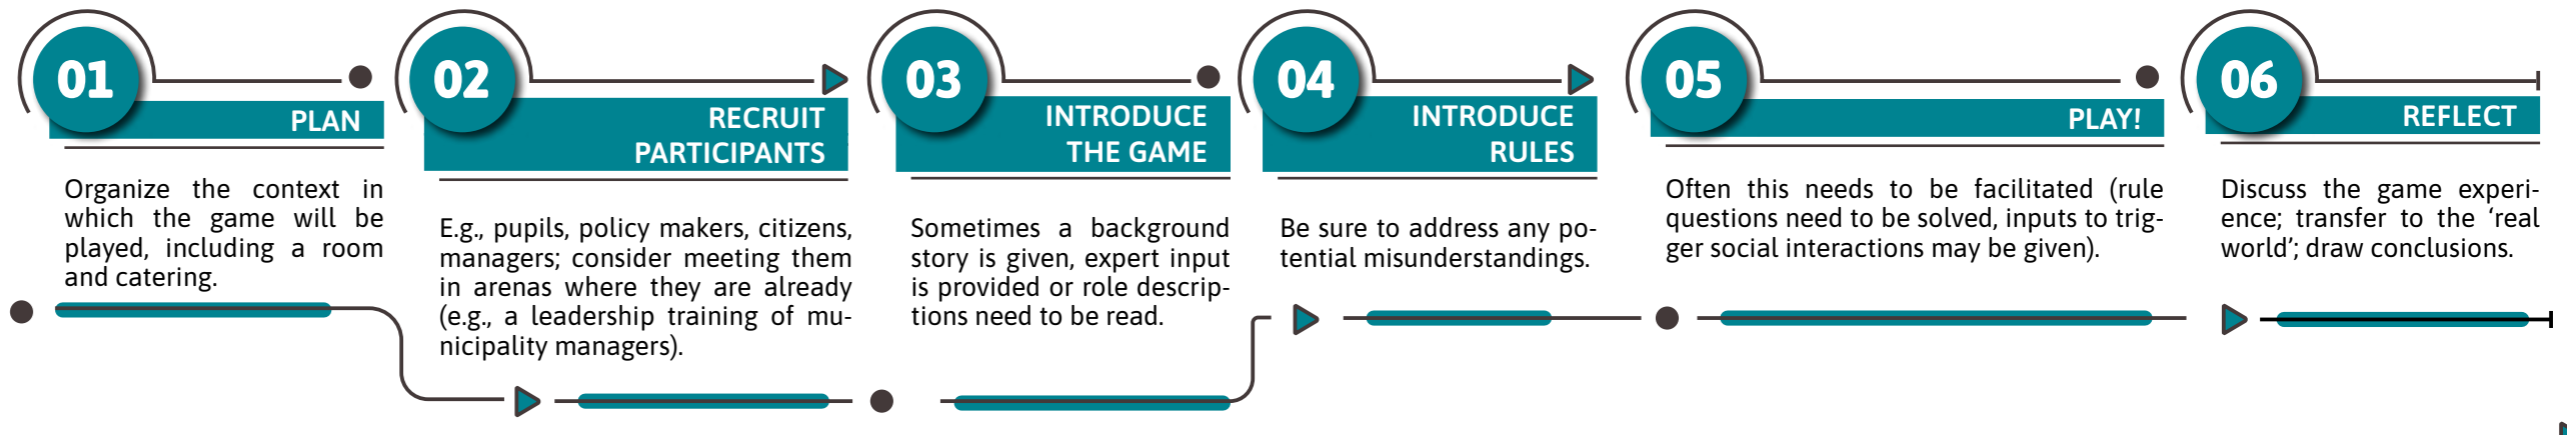 01
PLAN
Organize the context in
which the game will be
played, including a room
and catering.
02
RECRUIT
PARTICIPANTS
E.g., pupils, policy makers, citizens,
managers; consider meeting them
in arenas where they are already
(e.g., a leadership training of mu-
nicipality managers).
03
INTRODUCE
THE GAME
Sometimes a background
story is given, expert input
is provided or role descrip-
tions need to be read.
04
INTRODUCE
RULES
Be sure to address any po-
tential misunderstandings.
05
PLAY!
Often this needs to be facilitated (rule
questions need to be solved, inputs to trig-
ger social interactions may be given).
06
REFLECT
Discuss the game experi-
ence; transfer to the ‘real
world’; draw conclusions.